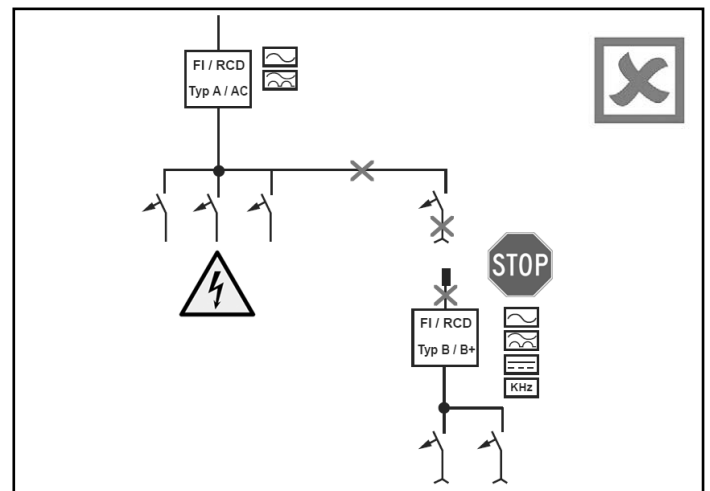 FI / RCD
Typ A / AC
STOP
FI / RCD
Typ B / B+
KHz